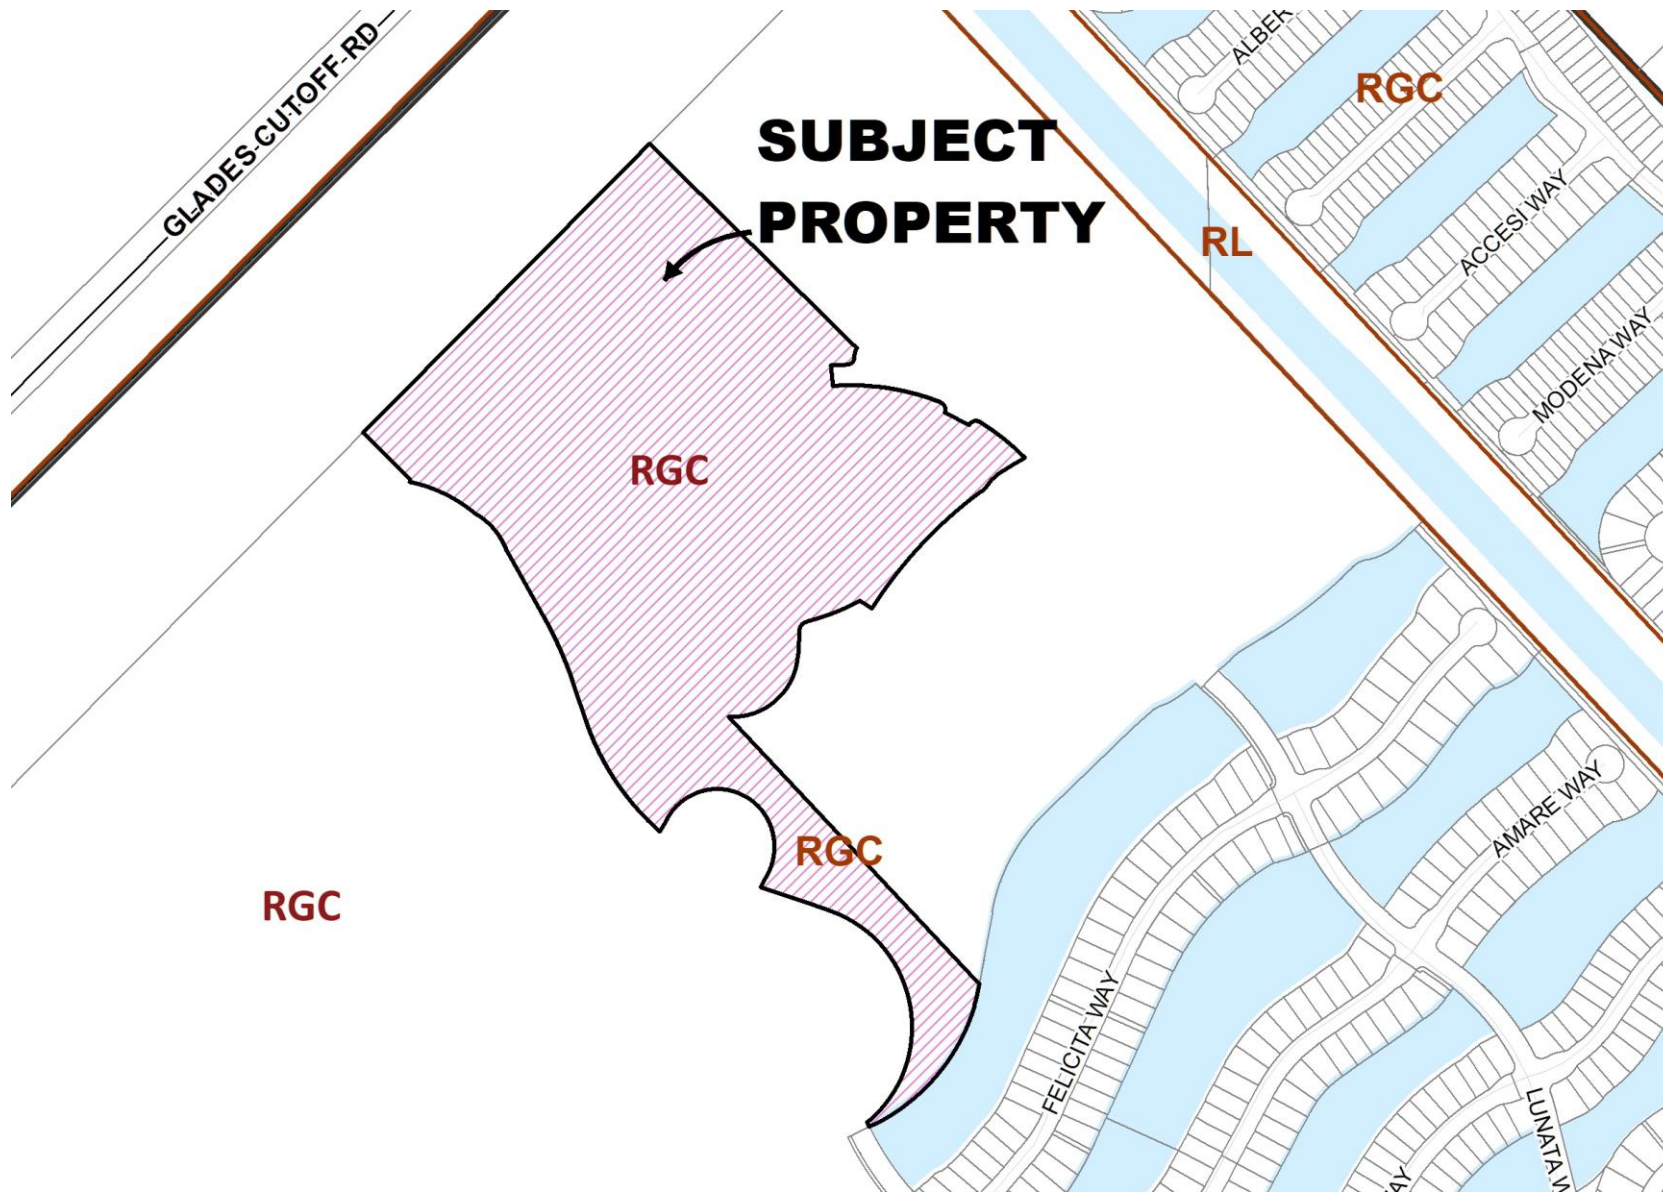 GLADES CUTOFF RD
SUBJECT
PROPERTY
RGC
RL
ACCESI WAY
MODENA WAY
RGC
RGC
RGC
AMARE WAY
FELICITA WAY